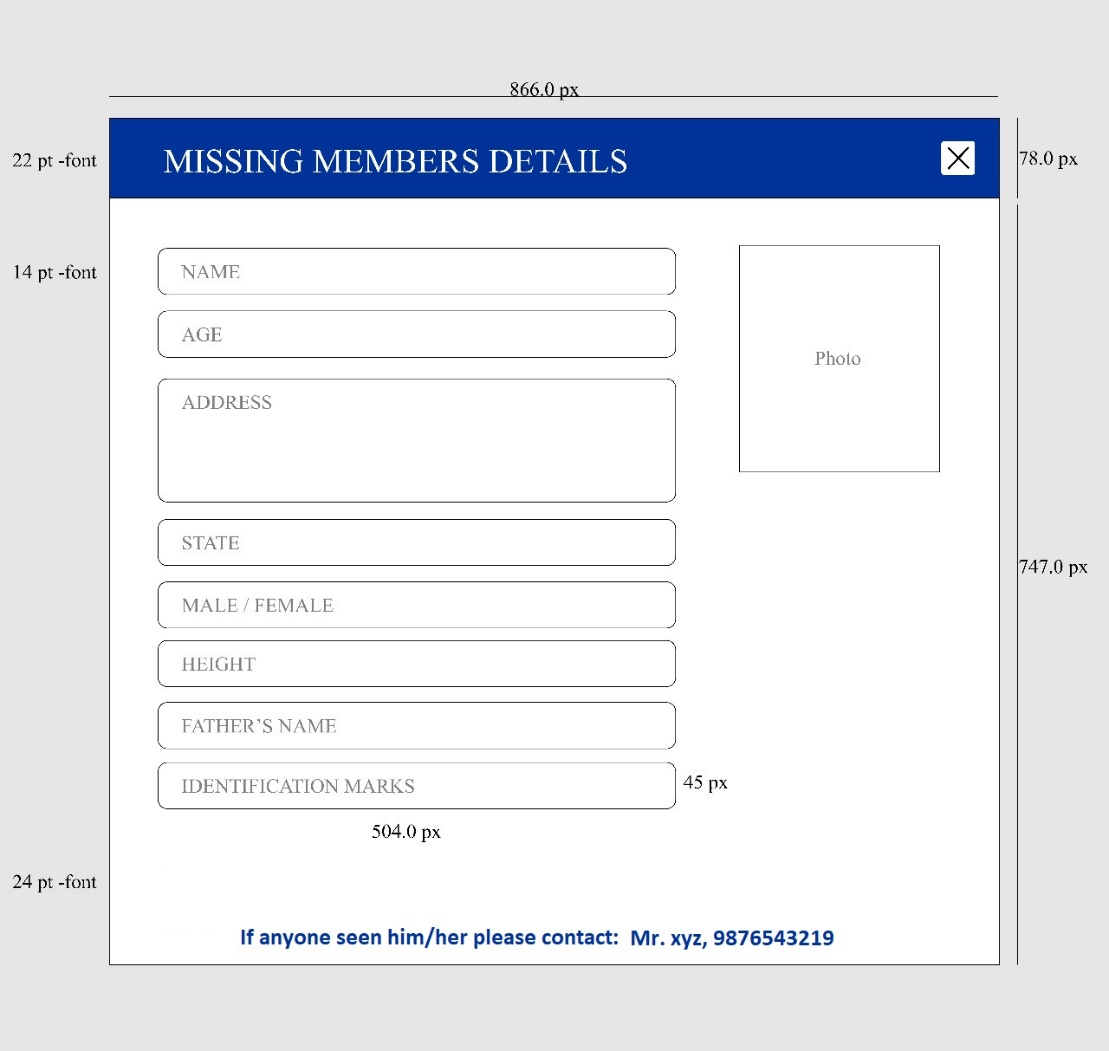 866.0 px
22 pt -font
MISSING MEMBERS DETAILS
78.0 px
14 pt -font
NAME
AGE
Photo
ADDRESS
STATE
747.0 px
MALE / FEMALE
HEIGHT
FATHER’S NAME
IDENTIFICATION MARKS
45 px
504.0 px
24 pt -font
If anyone seen him/her please contact: Mr. xyz, 9876543219